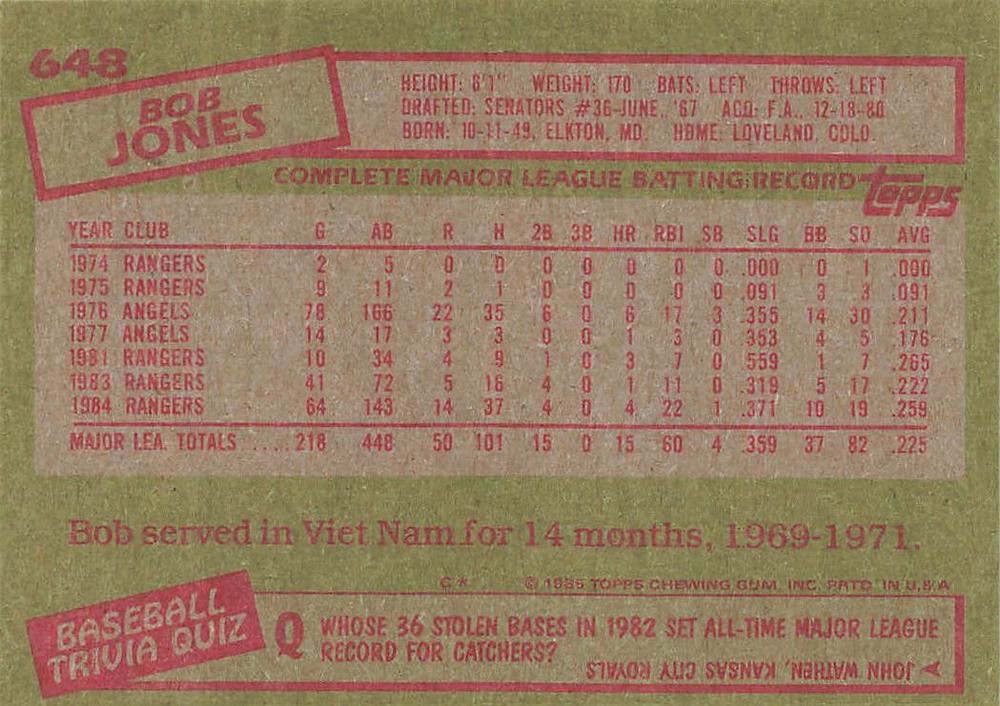 648
BOB
JONES
HEIGHT: 6'1" WEIGHT: 170 BATS: LEFT THROWS: LEFT
DRAFTED: SENATORS #36-JUNE, '67 ACQ: F.A., 12-18-80
BORN: 10-11-49, ELKTON, MD. HOME: LOVELAND, COLO.
COMPLETE MAJOR LEAGUE BATTING RECORD topps
YEAR CLUB G AB R H 2B 3B HR RBI SB SLG BB SO AVG
1974 RANGERS 2 5 0 0 0 0 0 0 0 .000 0 1 .000
1975 RANGERS 9 11 2 1 0 0 0 0 0 .091 3 3 .091
1976 ANGELS 78 166 22 35 6 0 6 17 3 .355 14 30 .211
1977 ANGELS 14 17 3 3 0 0 1 3 0 .353 4 5 .176
1981 RANGERS 10 34 4 9 1 0 3 7 0 .559 1 7 .265
1983 RANGERS 41 72 5 16 4 0 1 11 0 .319 5 17 .222
1984 RANGERS 64 143 14 37 4 0 4 22 1 .371 10 19 .259
MAJOR LEA. TOTALS .... 218 448 50 101 15 0 15 60 4 .359 37 82 .225
Bob served in Viet Nam for 14 months, 1969-1971.
C* © 1985 TOPPS CHEWING GUM, INC. PRTD. IN U.S.A.
BASEBALL
TRIVIA QUIZ
Q WHOSE 36 STOLEN BASES IN 1982 SET ALL-TIME MAJOR LEAGUE
RECORD FOR CATCHERS?
A JOHN WATHAN, KANSAS CITY ROYALS